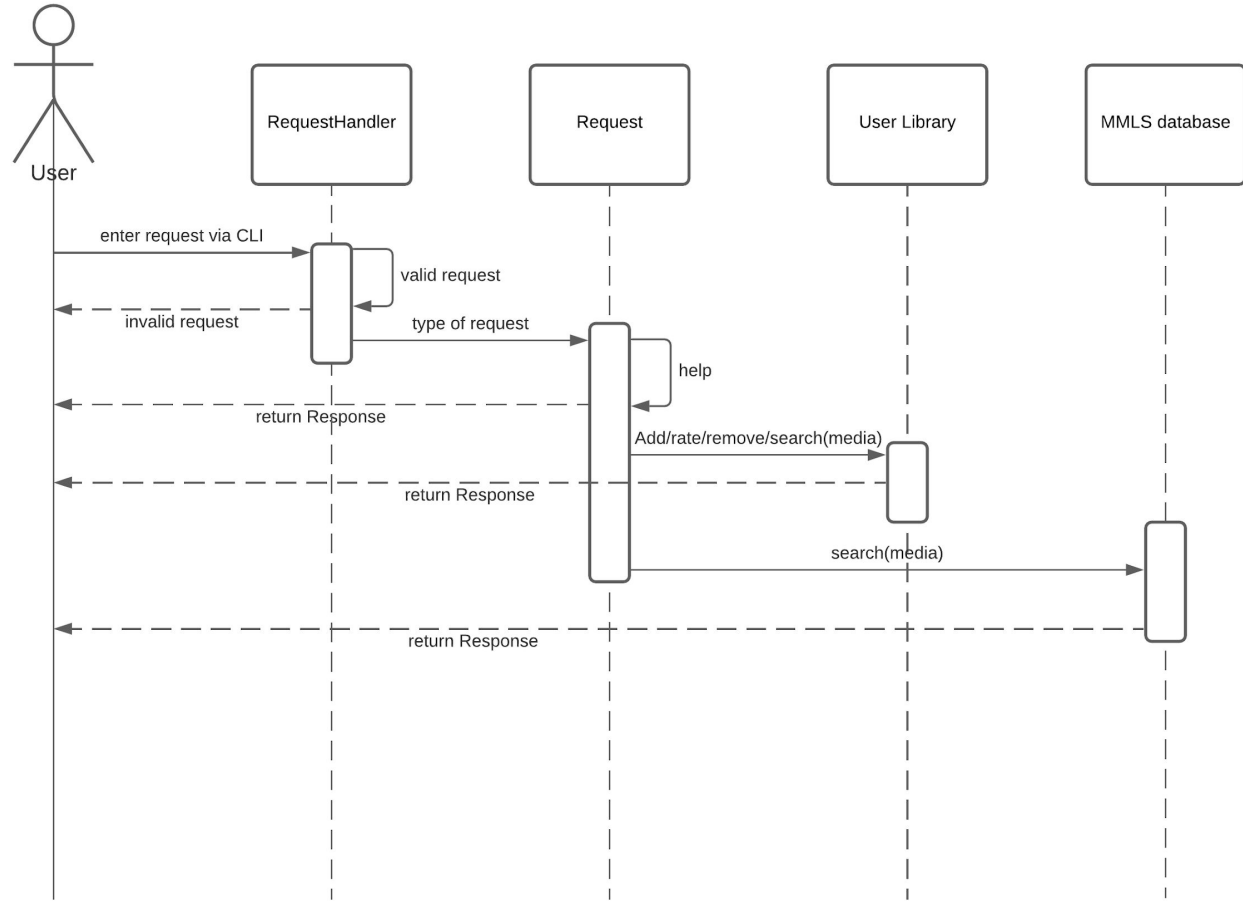 User
RequestHandler
Request
User Library
MMLS database
enter request via CLI
valid request
invalid request
type of request
help
return Response
Add/rate/remove/search(media)
return Response
search(media)
return Response